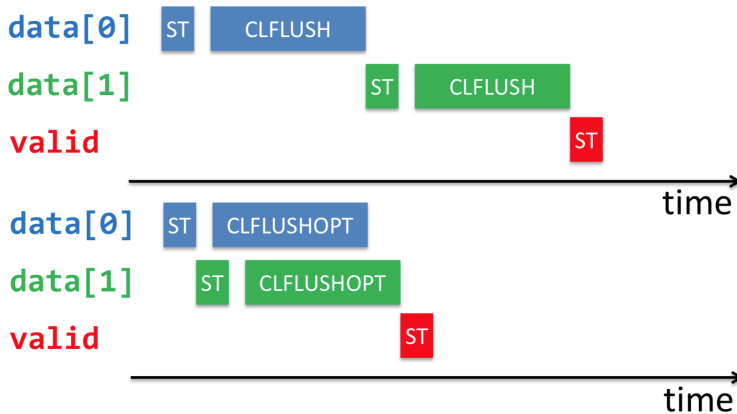 data[0] ST CLFLUSH
data[1] ST CLFLUSH
valid ST
time
data[0] ST CLFLUSHOPT
data[1] ST CLFLUSHOPT
valid ST
time